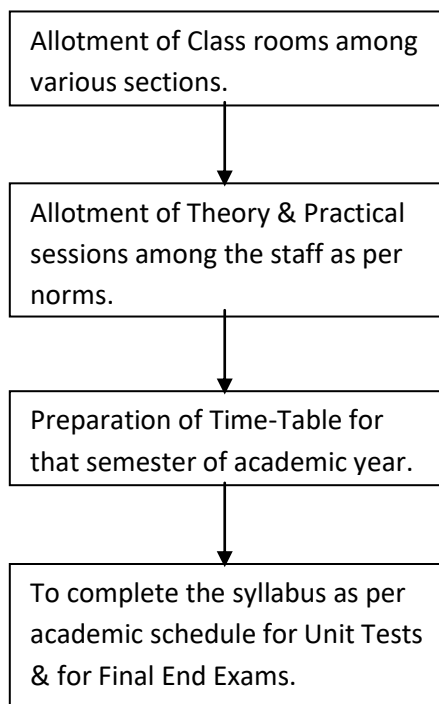 Allotment of Class rooms among
various sections.
Allotment of Theory & Practical
sessions among the staff as per
norms.
Preparation of Time-Table for
that semester of academic year.
To complete the syllabus as per
academic schedule for Unit Tests
& for Final End Exams.